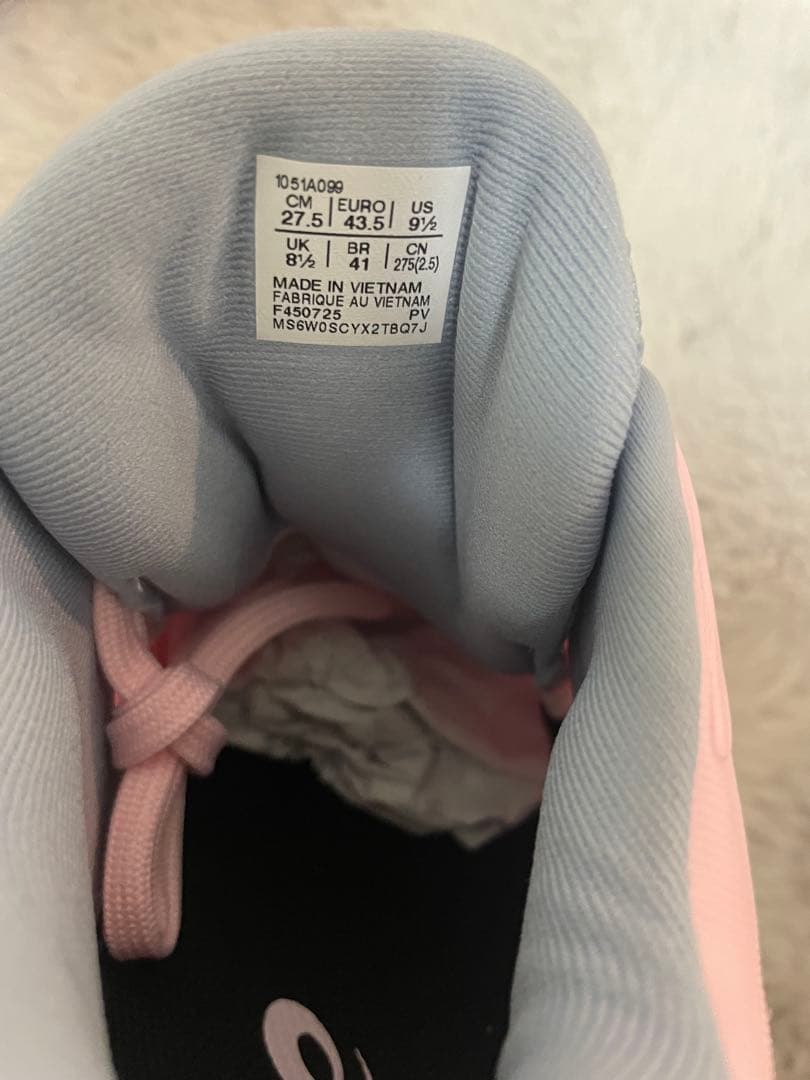 1051A099
CM | EURO | US
27.5 | 43.5 | 9½
UK | BR | CN
8½ | 41 | 275(2.5)
MADE IN VIETNAM
FABRIQUE AU VIETNAM
F450725 PV
MS6W0SCYX2TBQ7J